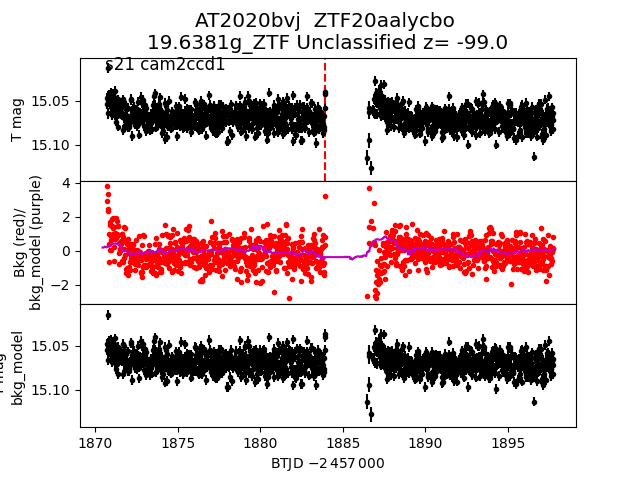 AT2020bvj  ZTF20aalycbo
19.6381g_ZTF Unclassified z= -99.0
s21 cam2ccd1
15.05
15.10
T mag
4
2
0
−2
Bkg (red)/
bkg_model (purple)
15.05
15.10
bkg_model
1870
1875
1880
1885
1890
1895
BTJD −2 457 000